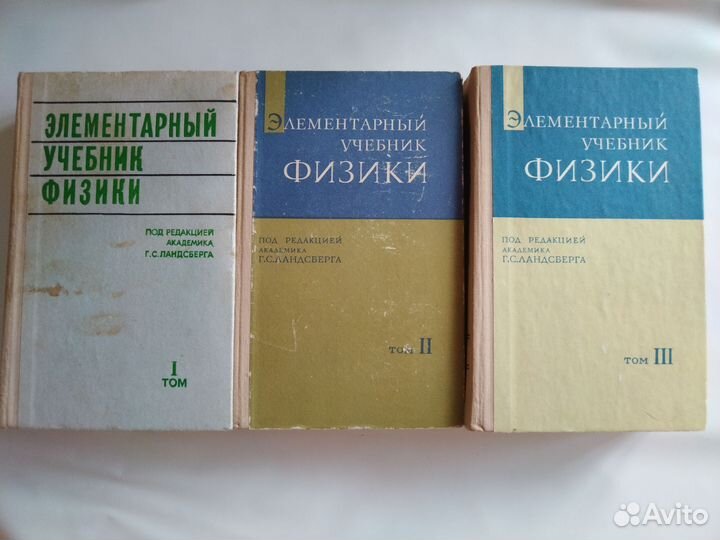 ЭЛЕМЕНТАРНЫЙ
УЧЕБНИК
ФИЗИКИ
ПОД РЕДАКЦИЕЙ
АКАДЕМИКА
Г.С.ЛАНДСБЕРГА
I
ТОМ
ЭЛЕМЕНТАРНЫЙ
УЧЕБНИК
ФИЗИКИ
ПОД РЕДАКЦИЕЙ
АКАДЕМИКА
Г.С.ЛАНДСБЕРГА
ТОМ II
ЭЛЕМЕНТАРНЫЙ
УЧЕБНИК
ФИЗИКИ
ПОД РЕДАКЦИЕЙ
АКАДЕМИКА
Г.С.ЛАНДСБЕРГА
ТОМ III
Avito